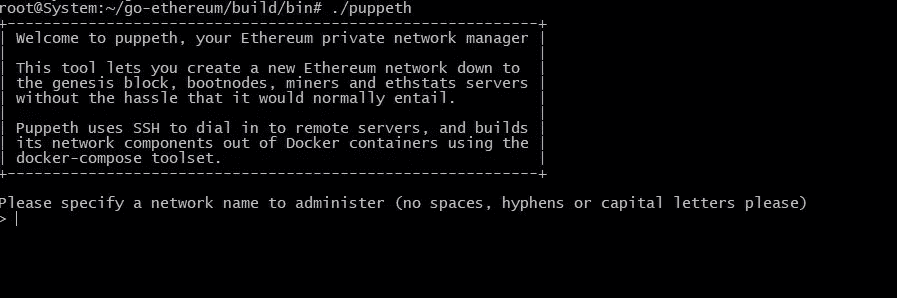 root@System:~/go-ethereum/build/bin# ./puppeth
+-----------------------------------------------------------+
| Welcome to puppeth, your Ethereum private network manager |
|                                                           |
| This tool lets you create a new Ethereum network down to  |
| the genesis block, bootnodes, miners and ethstats servers |
| without the hassle that it would normally entail.         |
|                                                           |
| Puppeth uses SSH to dial in to remote servers, and builds |
| its network components out of Docker containers using the |
| docker-compose toolset.                                   |
+-----------------------------------------------------------+
Please specify a network name to administer (no spaces, hyphens or capital letters please)
>